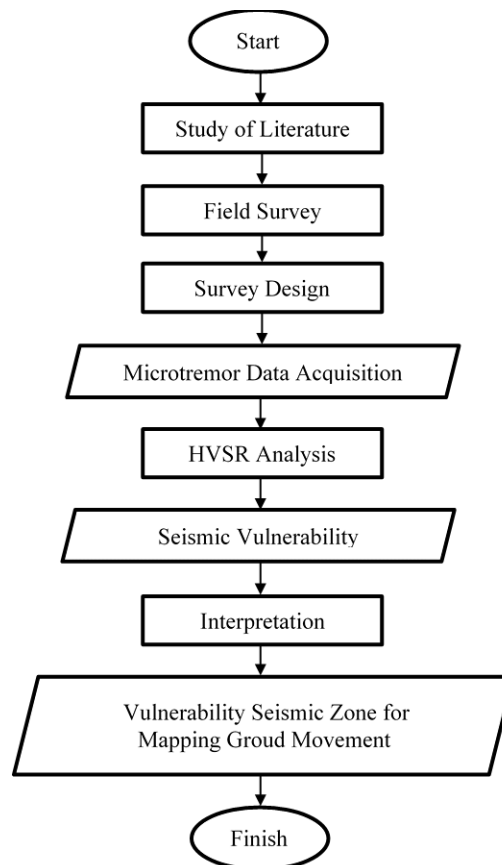 Start
Study of Literature
Field Survey
Survey Design
Microtremor Data Acquisition
HVSR Analysis
Seismic Vulnerability
Interpretation
Vulnerability Seismic Zone for
Mapping Groud Movement
Finish